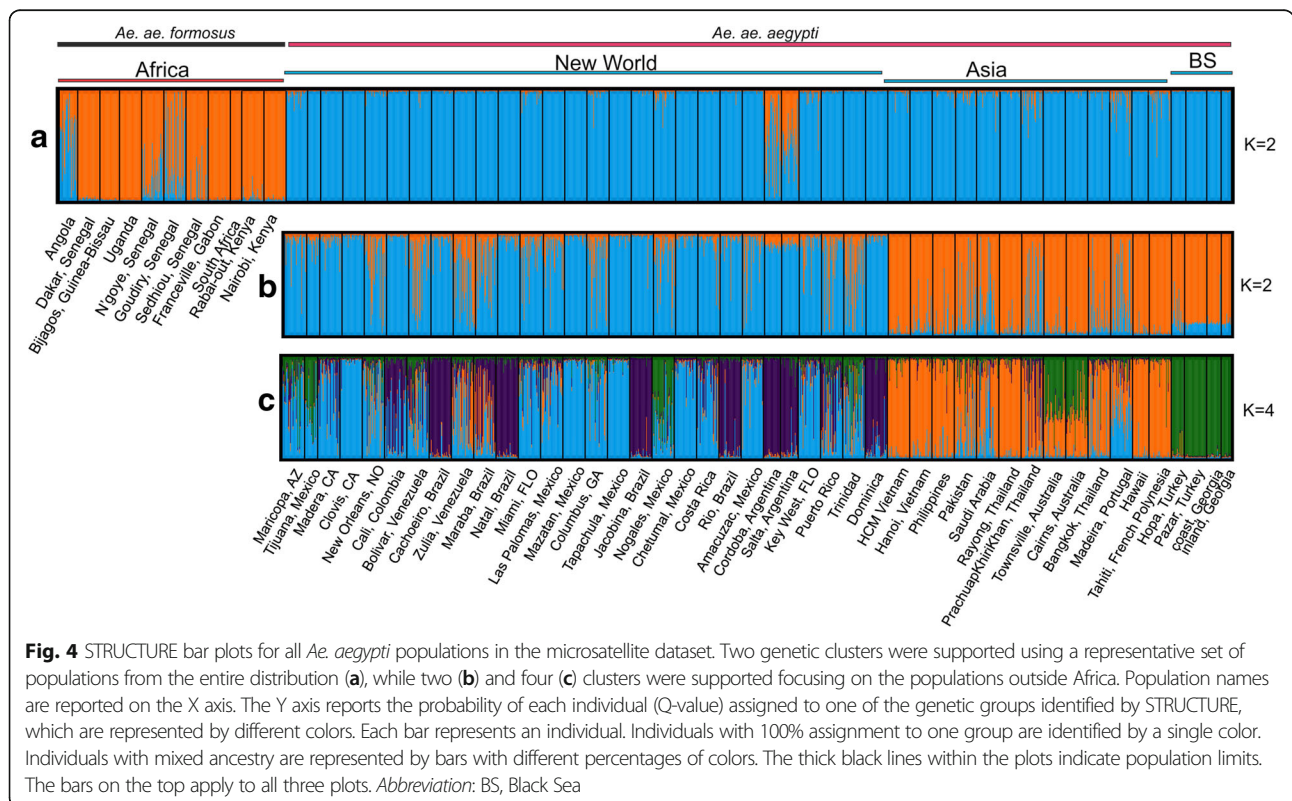 Ae. ae. formosus
Ae. ae. aegypti
Africa
New World
Asia
BS
a
K=2
Angola
Dakar, Senegal
Bijagos, Guinea-Bissau
Uganda
N'goye, Senegal
Goudiry, Senegal
Sedhiou, Senegal
Franceville, Gabon
South Africa
Rabai-out, Kenya
Nairobi, Kenya
b
K=2
c
K=4
Maricopa, AZ
Tijuana, Mexico
Madera, CA
Clovis, CA
New Orleans, NO
Cali, Colombia
Bolivar, Venezuela
Cachoeiro, Brazil
Zulia, Venezuela
Maraba, Brazil
Natal, Brazil
Miami, FLO
Las Palomas, Mexico
Mazatan, Mexico
Columbus, GA
Tapachula, Mexico
Jacobina, Brazil
Nogales, Mexico
Chetumal, Mexico
Costa Rica
Rio, Brazil
Amacuzac, Mexico
Cordoba, Argentina
Salta, Argentina
Key West, FLO
Puerto Rico
Trinidad
Dominica
HCM Vietnam
Hanoi, Vietnam
Philippines
Pakistan
Saudi Arabia
Rayong, Thailand
PrachuapKhiriKhan, Thailand
Townsville, Australia
Cairns, Australia
Bangkok, Thailand
Madeira, Portugal
Hawaii
Tahiti, French Polynesia
Hopa, Turkey
Pazar, Turkey
coast, Georgia
inland, Georgia
Fig. 4 STRUCTURE bar plots for all Ae. aegypti populations in the microsatellite dataset. Two genetic clusters were supported using a representative set of
populations from the entire distribution (a), while two (b) and four (c) clusters were supported focusing on the populations outside Africa. Population names
are reported on the X axis. The Y axis reports the probability of each individual (Q-value) assigned to one of the genetic groups identified by STRUCTURE,
which are represented by different colors. Each bar represents an individual. Individuals with 100% assignment to one group are identified by a single color.
Individuals with mixed ancestry are represented by bars with different percentages of colors. The thick black lines within the plots indicate population limits.
The bars on the top apply to all three plots. Abbreviation: BS, Black Sea